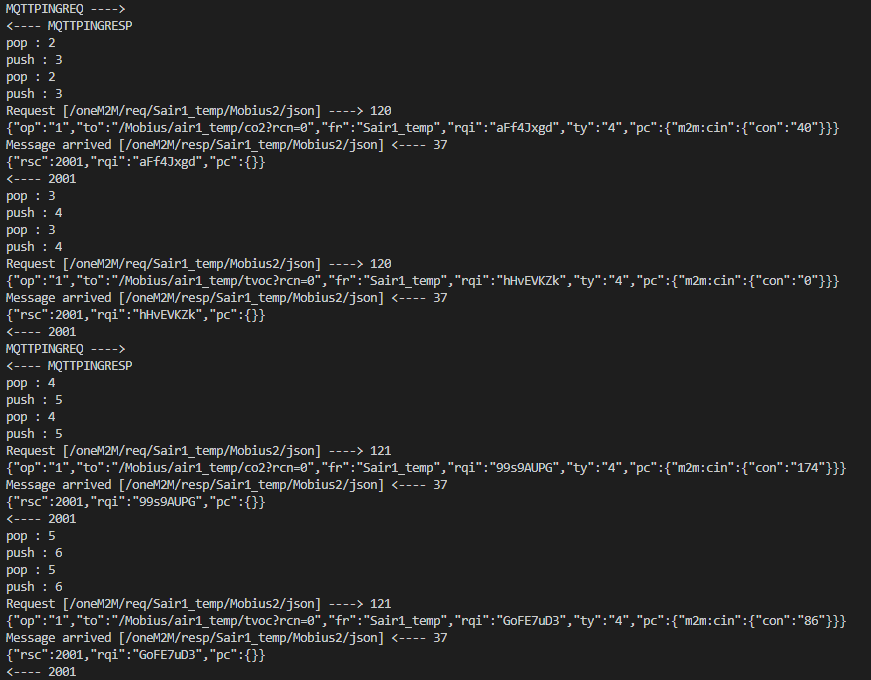 MQTTPINGREQ ---->
<---- MQTTPINGRESP
pop : 2
push : 3
pop : 2
push : 3
Request [/oneM2M/req/Sair1_temp/Mobius2/json] ----> 120
{"op":"1","to":"/Mobius/air1_temp/co2?rcn=0","fr":"Sair1_temp","rqi":"aFf4Jxgd","ty":"4","pc":{"m2m:cin":{"con":"40"}}}
Message arrived [/oneM2M/resp/Sair1_temp/Mobius2/json] <---- 37
{"rsc":2001,"rqi":"aFf4Jxgd","pc":{}}
<---- 2001
pop : 3
push : 4
pop : 3
push : 4
Request [/oneM2M/req/Sair1_temp/Mobius2/json] ----> 120
{"op":"1","to":"/Mobius/air1_temp/tvoc?rcn=0","fr":"Sair1_temp","rqi":"hHvEVKZk","ty":"4","pc":{"m2m:cin":{"con":"0"}}}
Message arrived [/oneM2M/resp/Sair1_temp/Mobius2/json] <---- 37
{"rsc":2001,"rqi":"hHvEVKZk","pc":{}}
<---- 2001
MQTTPINGREQ ---->
<---- MQTTPINGRESP
pop : 4
push : 5
pop : 4
push : 5
Request [/oneM2M/req/Sair1_temp/Mobius2/json] ----> 121
{"op":"1","to":"/Mobius/air1_temp/co2?rcn=0","fr":"Sair1_temp","rqi":"99s9AUPG","ty":"4","pc":{"m2m:cin":{"con":"174"}}}
Message arrived [/oneM2M/resp/Sair1_temp/Mobius2/json] <---- 37
{"rsc":2001,"rqi":"99s9AUPG","pc":{}}
<---- 2001
pop : 5
push : 6
pop : 5
push : 6
Request [/oneM2M/req/Sair1_temp/Mobius2/json] ----> 121
{"op":"1","to":"/Mobius/air1_temp/tvoc?rcn=0","fr":"Sair1_temp","rqi":"GoFE7uD3","ty":"4","pc":{"m2m:cin":{"con":"86"}}}
Message arrived [/oneM2M/resp/Sair1_temp/Mobius2/json] <---- 37
{"rsc":2001,"rqi":"GoFE7uD3","pc":{}}
<---- 2001